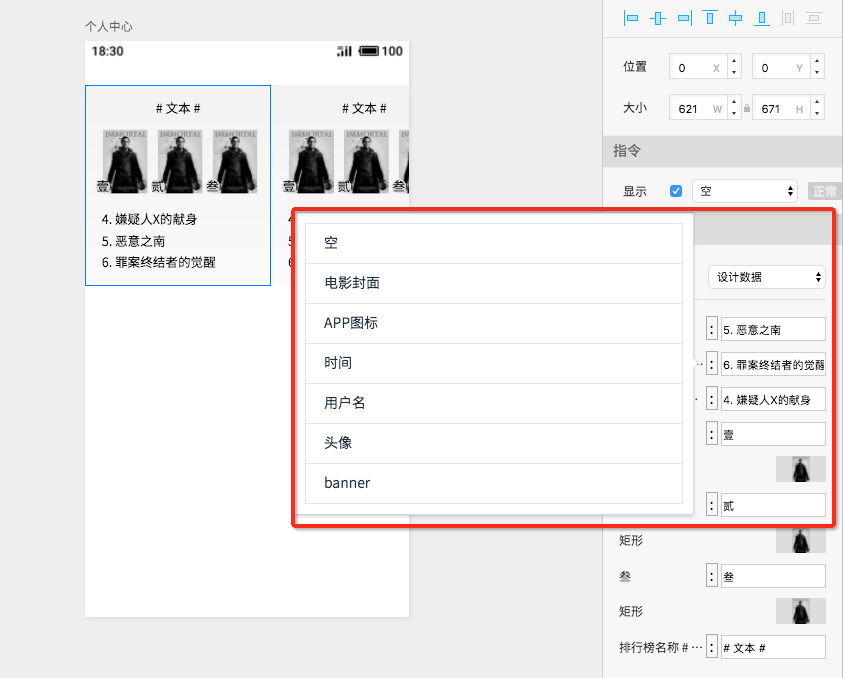 个人中心
18:30
100
# 文本 #
# 文本 #
IMMORTAL
IMMORTAL
IMMORTAL
IMMORTAL
IMMORTAL
壹
贰
叁
壹
贰
叁
4. 嫌疑人X的献身
5. 恶意之南
6. 罪案终结者的觉醒
4
5
6
位置
0 X
0 Y
大小
621 W
671 H
指令
显示
空
正常
空
电影封面
APP图标
时间
用户名
头像
banner
设计数据
: 5. 恶意之南
: 6. 罪案终结者的觉醒
: 4. 嫌疑人X的献身
: 壹
: 贰
矩形
叁 : 叁
矩形
排行榜名称 # ··· : # 文本 #